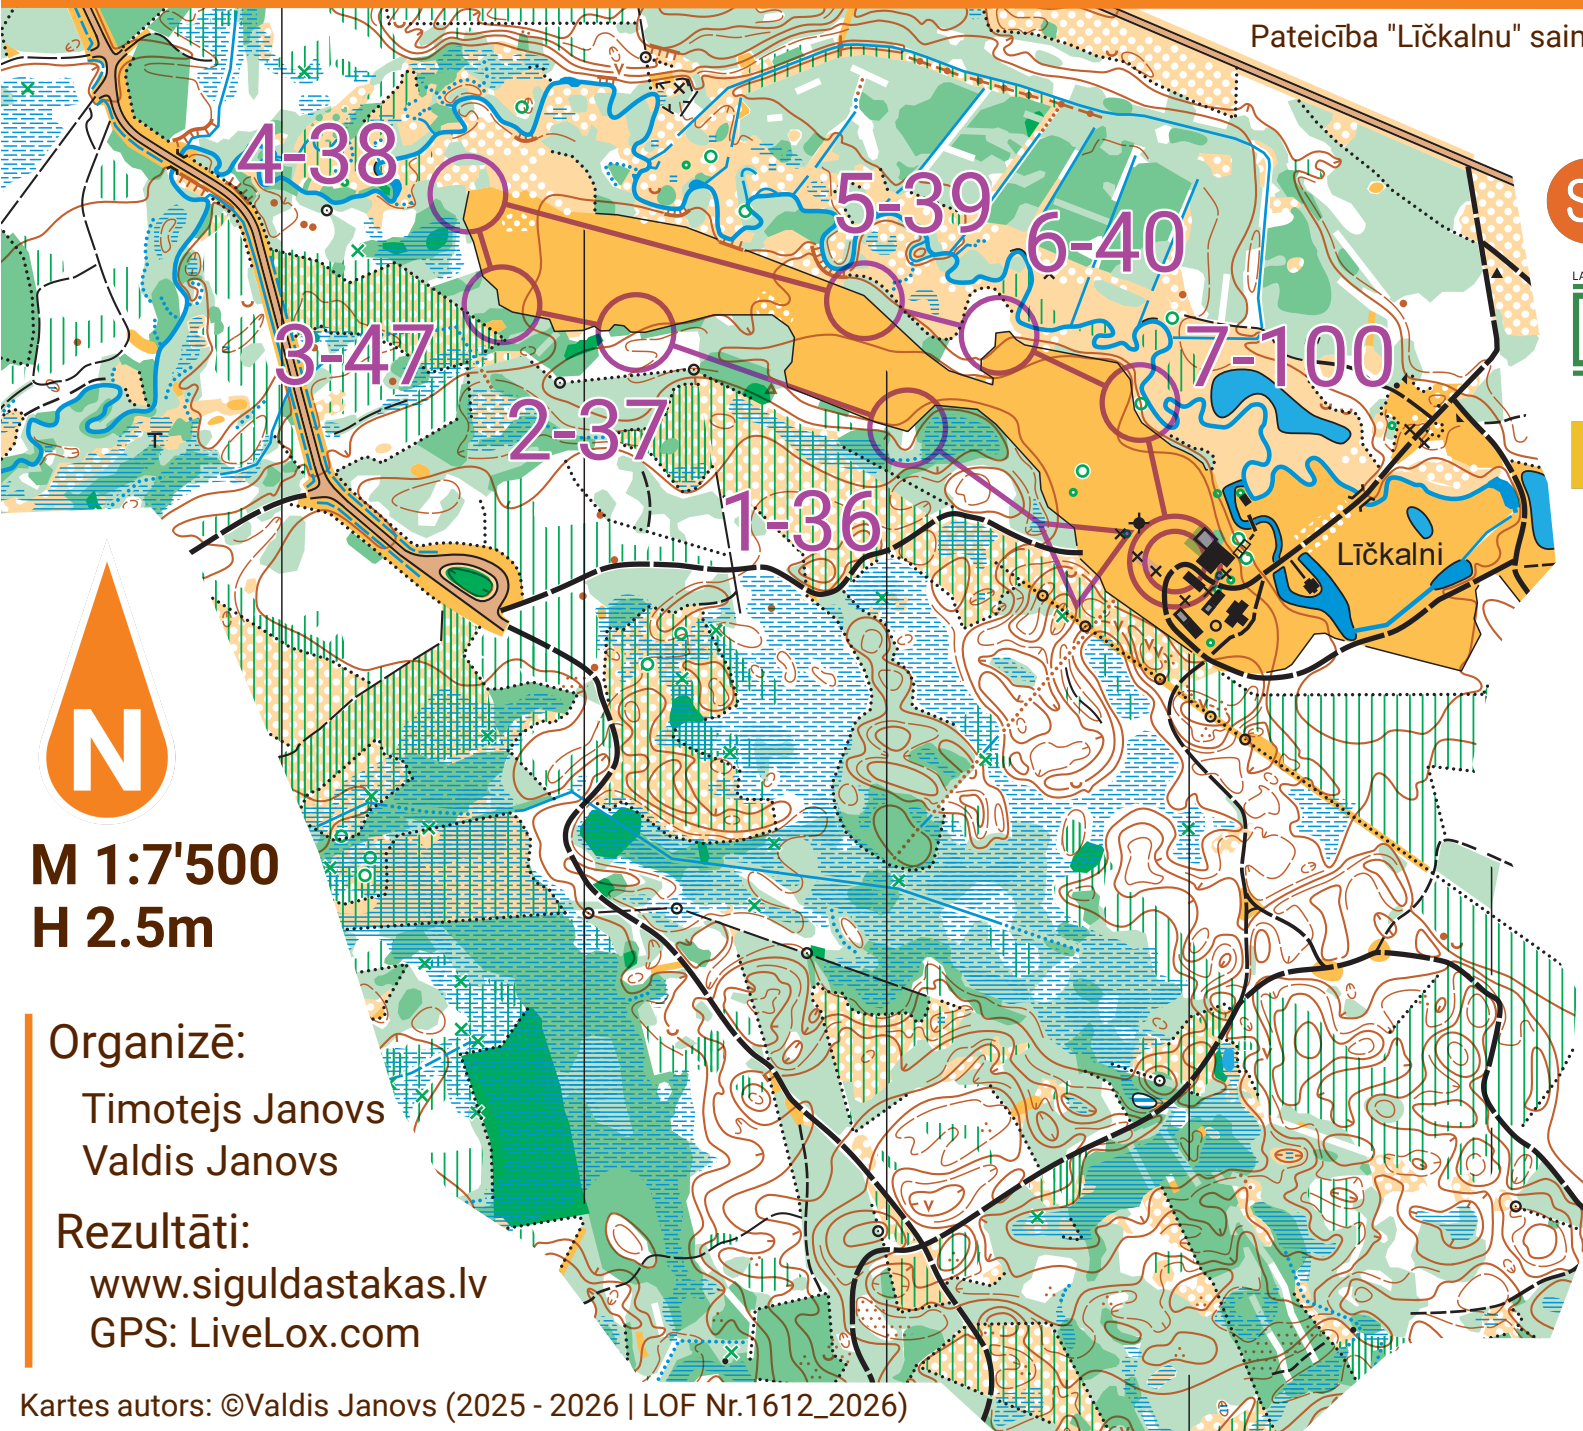 Pateicība "Līčkalnu" sain
4-38
5-39
6-40
3-47
7-100
2-37
1-36
Līčkalni
N
M 1:7'500
H 2.5m
Organizē:
Timotejs Janovs
Valdis Janovs
Rezultāti:
www.siguldastakas.lv
GPS: LiveLox.com
Kartes autors: ©Valdis Janovs (2025 - 2026 | LOF Nr.1612_2026)